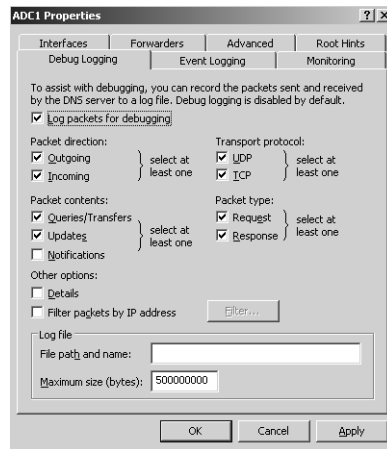 ADC1 Properties
Interfaces Forwarders Advanced Root Hints
Debug Logging Event Logging Monitoring
To assist with debugging, you can record the packets sent and received
by the DNS server to a log file. Debug logging is disabled by default.
Log packets for debugging
Packet direction:
Outgoing
Incoming
select at
least one
Transport protocol:
UDP
TCP
select at
least one
Packet contents:
Queries/Transfers
Updates
Notifications
select at
least one
Packet type:
Request
Response
select at
least one
Other options:
Details
Filter packets by IP address
Filter...
Log file
File path and name:
Maximum size (bytes): 500000000
OK Cancel Apply